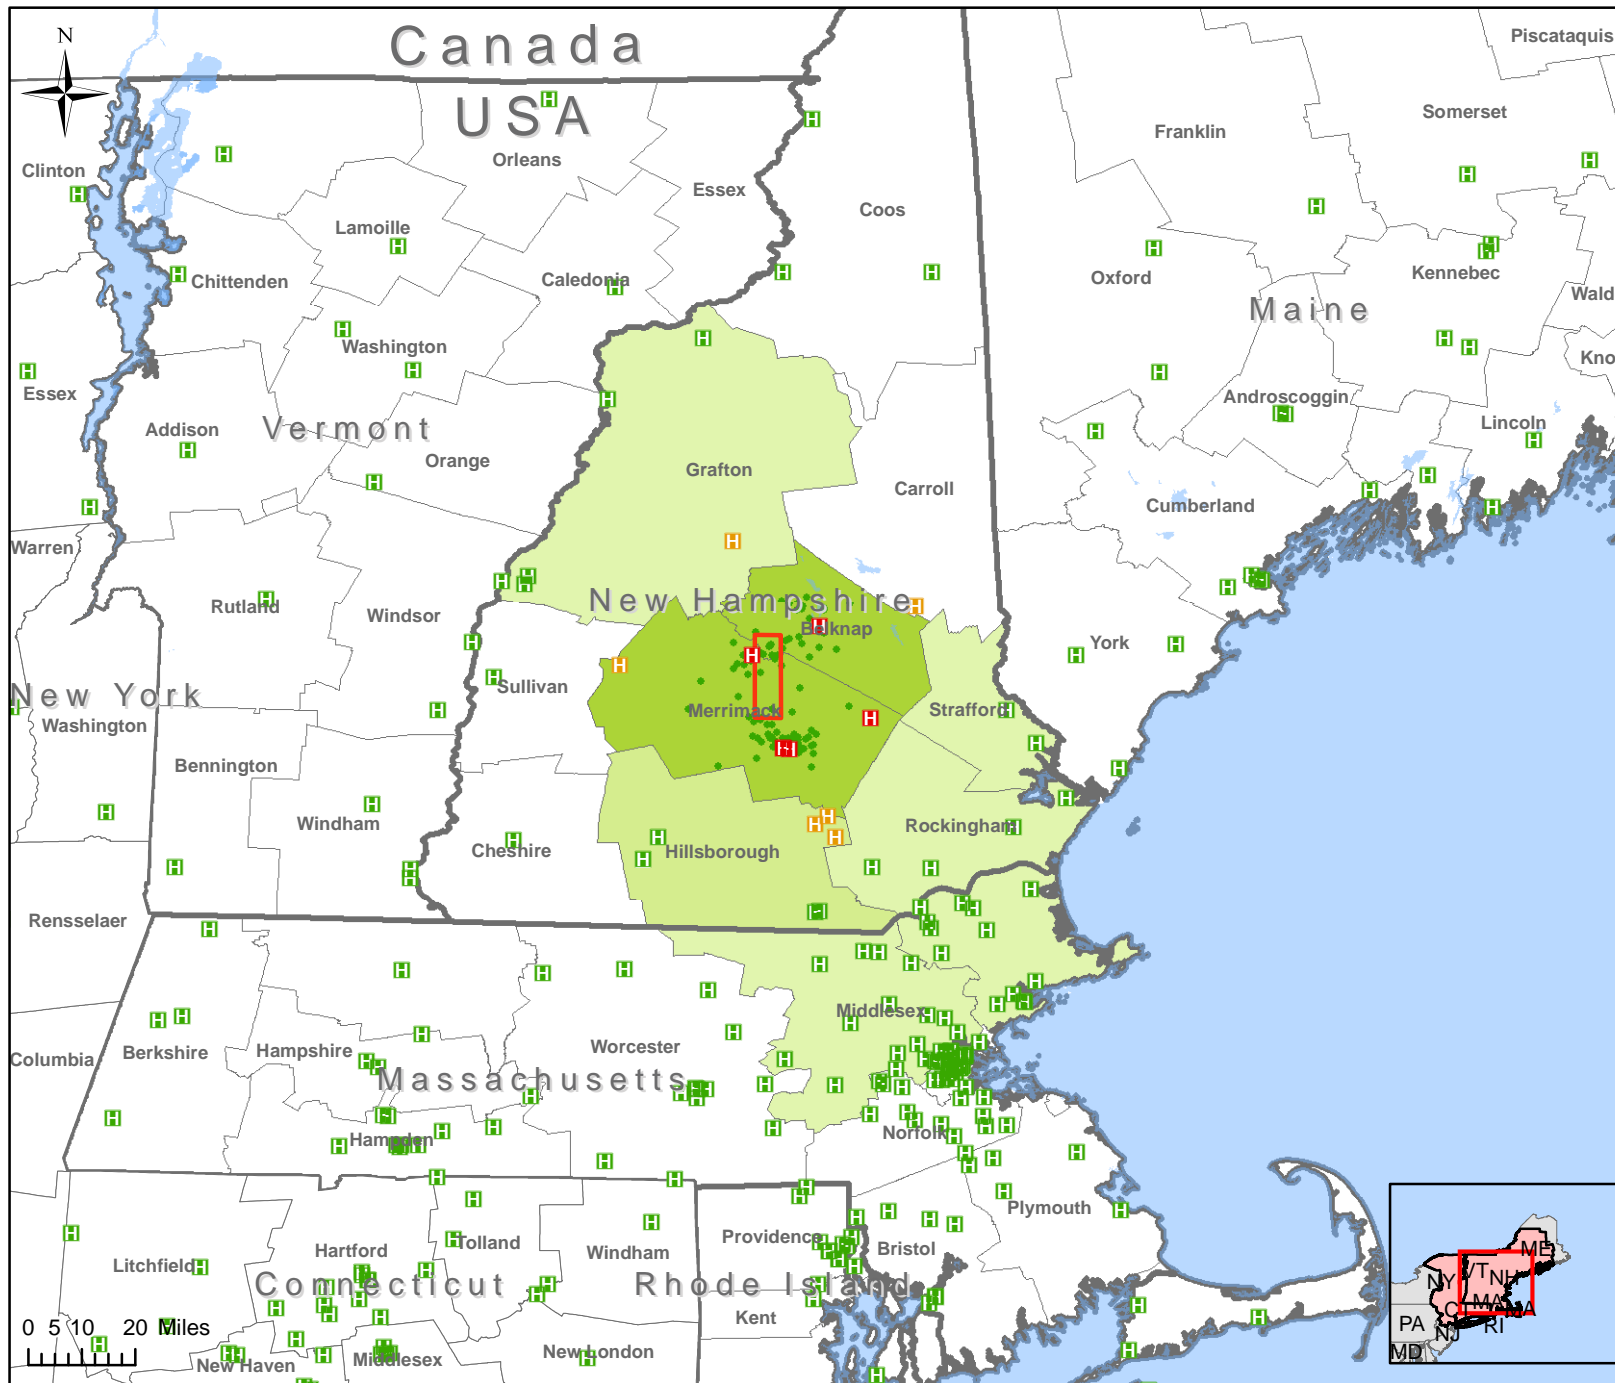 N
Canada
Piscataquis
USA
Somerset
Franklin
Orleans
Clinton
Essex
Coos
Lamoille
Kennebec
Chittenden
Caledonia
Oxford
Wald
Maine
Washington
Kno
Essex
Androscoggin
Addison
Vermont
Lincoln
Orange
Grafton
Carroll
Cumberland
Warren
New Hampshire
Rutland
Windsor
Belknap
York
Sullivan
New York
Merrimack
Strafford
Washington
Bennington
Windham
Rockingham
Cheshire
Hillsborough
Rensselaer
Middlesex
Columbia
Berkshire
Hampshire
Worcester
Massachusetts
Hampden
Norfolk
Plymouth
Providence
Hartford
Tolland
Windham
Bristol
Litchfield
Connecticut
Rhode Island
Kent
0 5 10 20 Miles
New Haven
Middlesex
New London
ME
VT
NH
NY
MA
CT
MA
PA
NJ
RI
MD